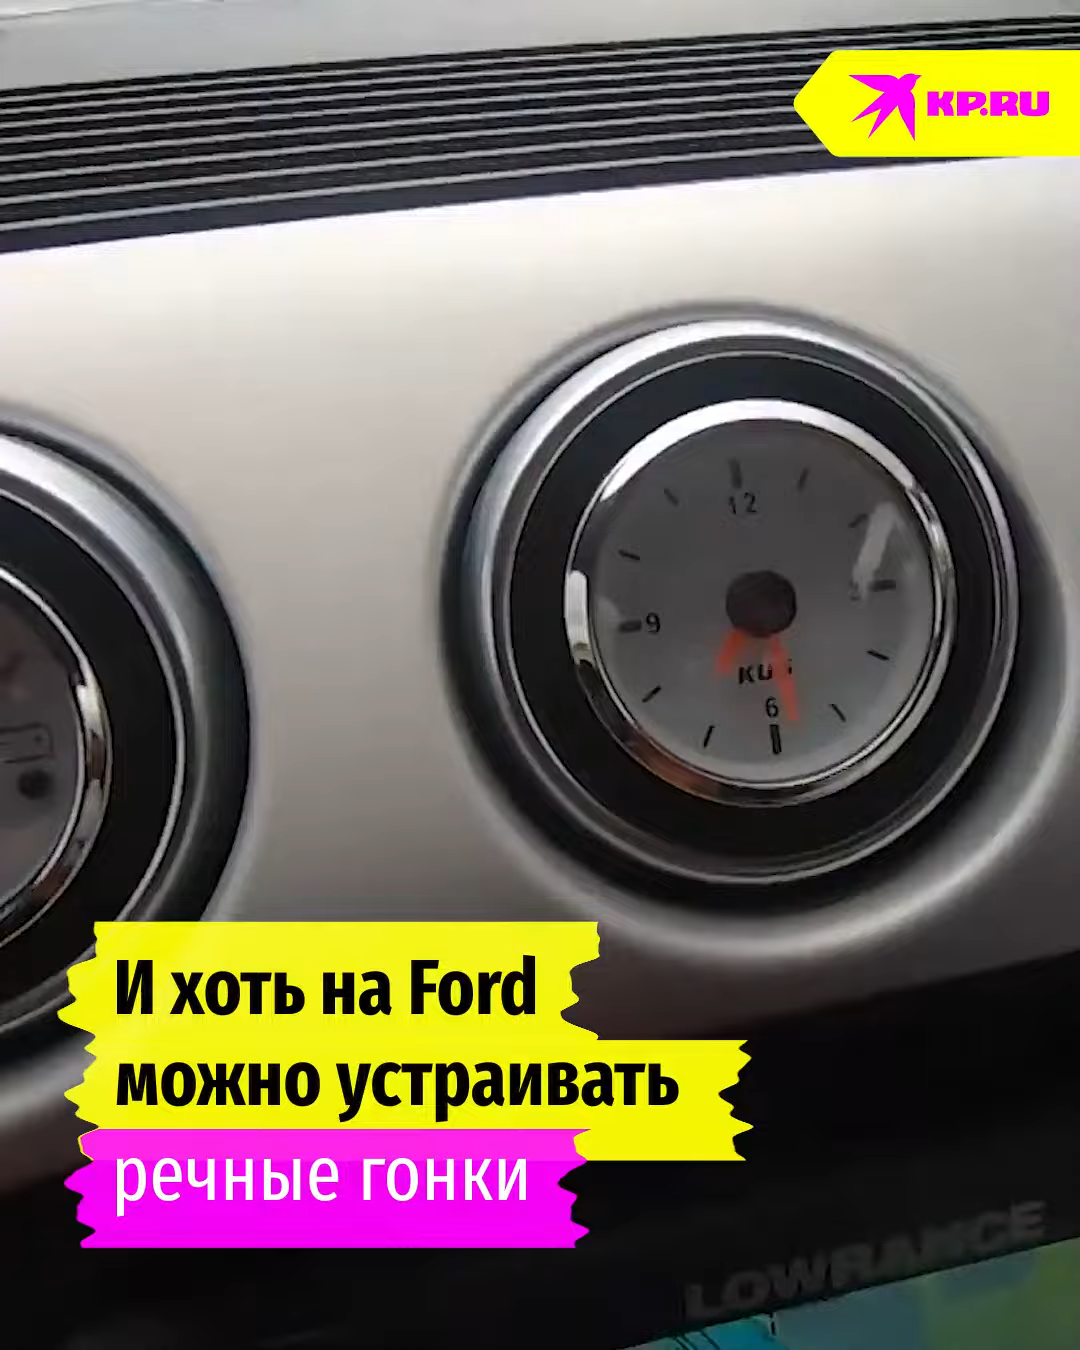 KP.RU
12
9
6
И хоть на Ford
можно устраивать
речные гонки
LOWRANCE